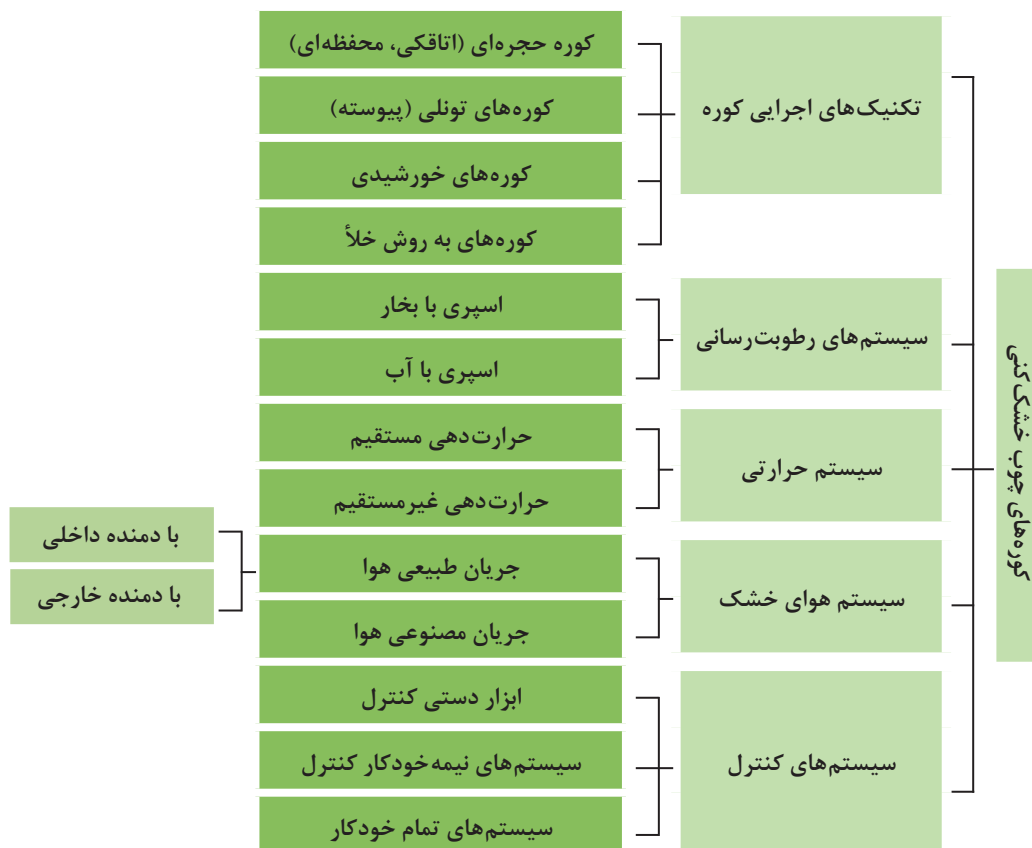 کوره‌های چوب خشک‌کنی
تکنیک‌های اجرایی کوره
کوره حجره‌ای (اتاقکی، محفظه‌ای)
کوره‌های تونلی (پیوسته)
کوره‌های خورشیدی
کوره‌های به روش خلأ
سیستم‌های رطوبت‌رسانی
اسپری با بخار
اسپری با آب
سیستم حرارتی
حرارت‌دهی مستقیم
حرارت‌دهی غیرمستقیم
سیستم هوای خشک
جریان طبیعی هوا
با دمنده داخلی
با دمنده خارجی
جریان مصنوعی هوا
سیستم‌های کنترل
ابزار دستی کنترل
سیستم‌های نیمه‌خودکار کنترل
سیستم‌های تمام خودکار